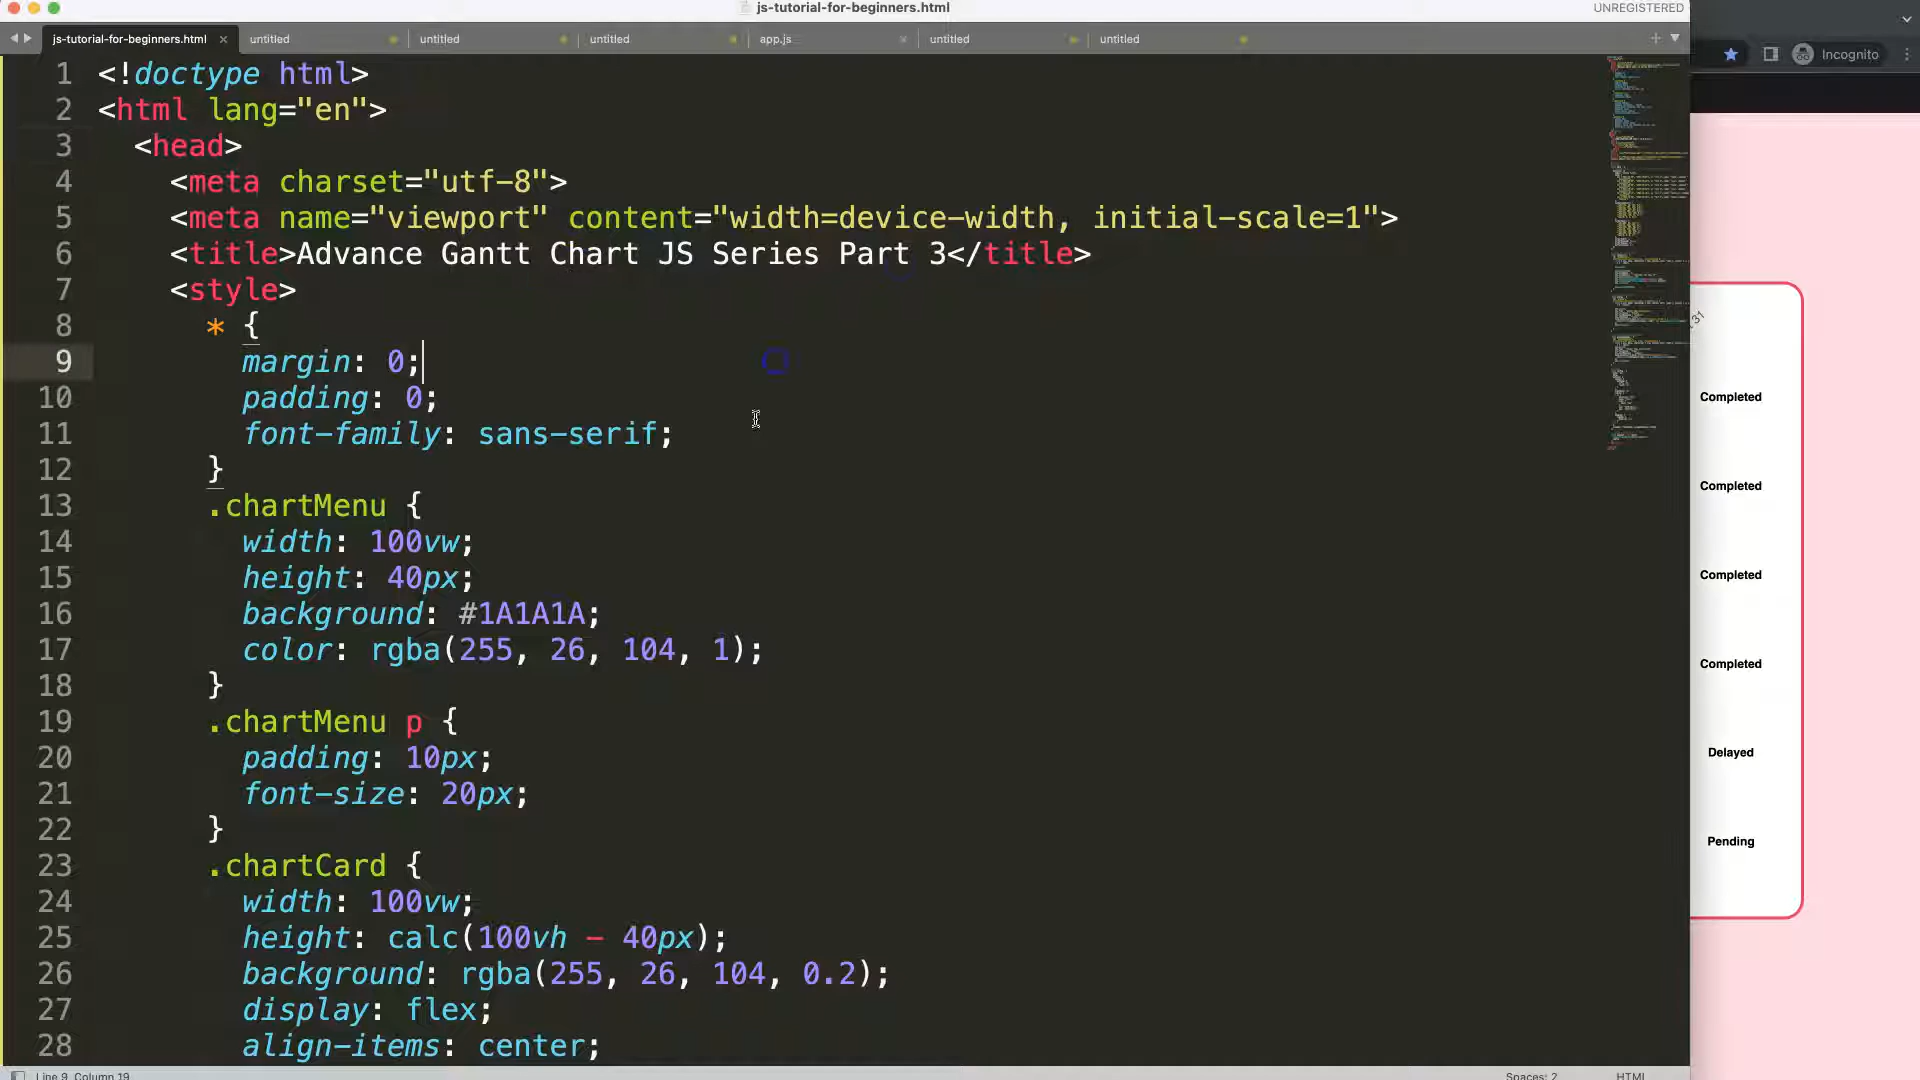 js-tutorial-for-beginners.html
UNREGISTERED
js-tutorial-for-beginners.html
untitled
untitled
untitled
app.js
untitled
untitled
Incognito
1 <!doctype html>
2 <html lang="en">
3 <head>
4 <meta charset="utf-8">
5 <meta name="viewport" content="width=device-width, initial-scale=1">
6 <title>Advance Gantt Chart JS Series Part 3</title>
7 <style>
8 * {
9 margin: 0;
10 padding: 0;
11 font-family: sans-serif;
12 }
13 .chartMenu {
14 width: 100vw;
15 height: 40px;
16 background: #1A1A1A;
17 color: rgba(255, 26, 104, 1);
18 }
19 .chartMenu p {
20 padding: 10px;
21 font-size: 20px;
22 }
23 .chartCard {
24 width: 100vw;
25 height: calc(100vh - 40px);
26 background: rgba(255, 26, 104, 0.2);
27 display: flex;
28 align-items: center;
31
Completed
Completed
Completed
Completed
Delayed
Pending
Line 9, Column 19
Spaces: 2
HTML